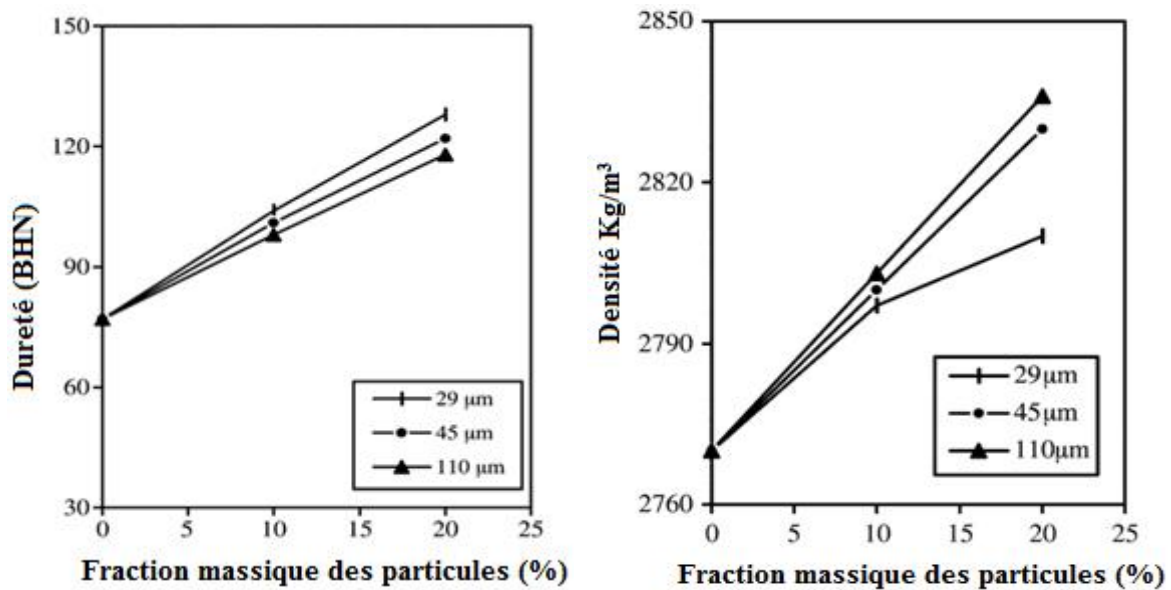 150
120
90
60
30
0
5
10
15
20
25
Dureté (BHN)
Fraction massique des particules (%)
29 μm
45 μm
110 μm
2850
2820
2790
2760
0
5
10
15
20
25
Densité Kg/m³
Fraction massique des particules (%)
29μm
45μm
110μm